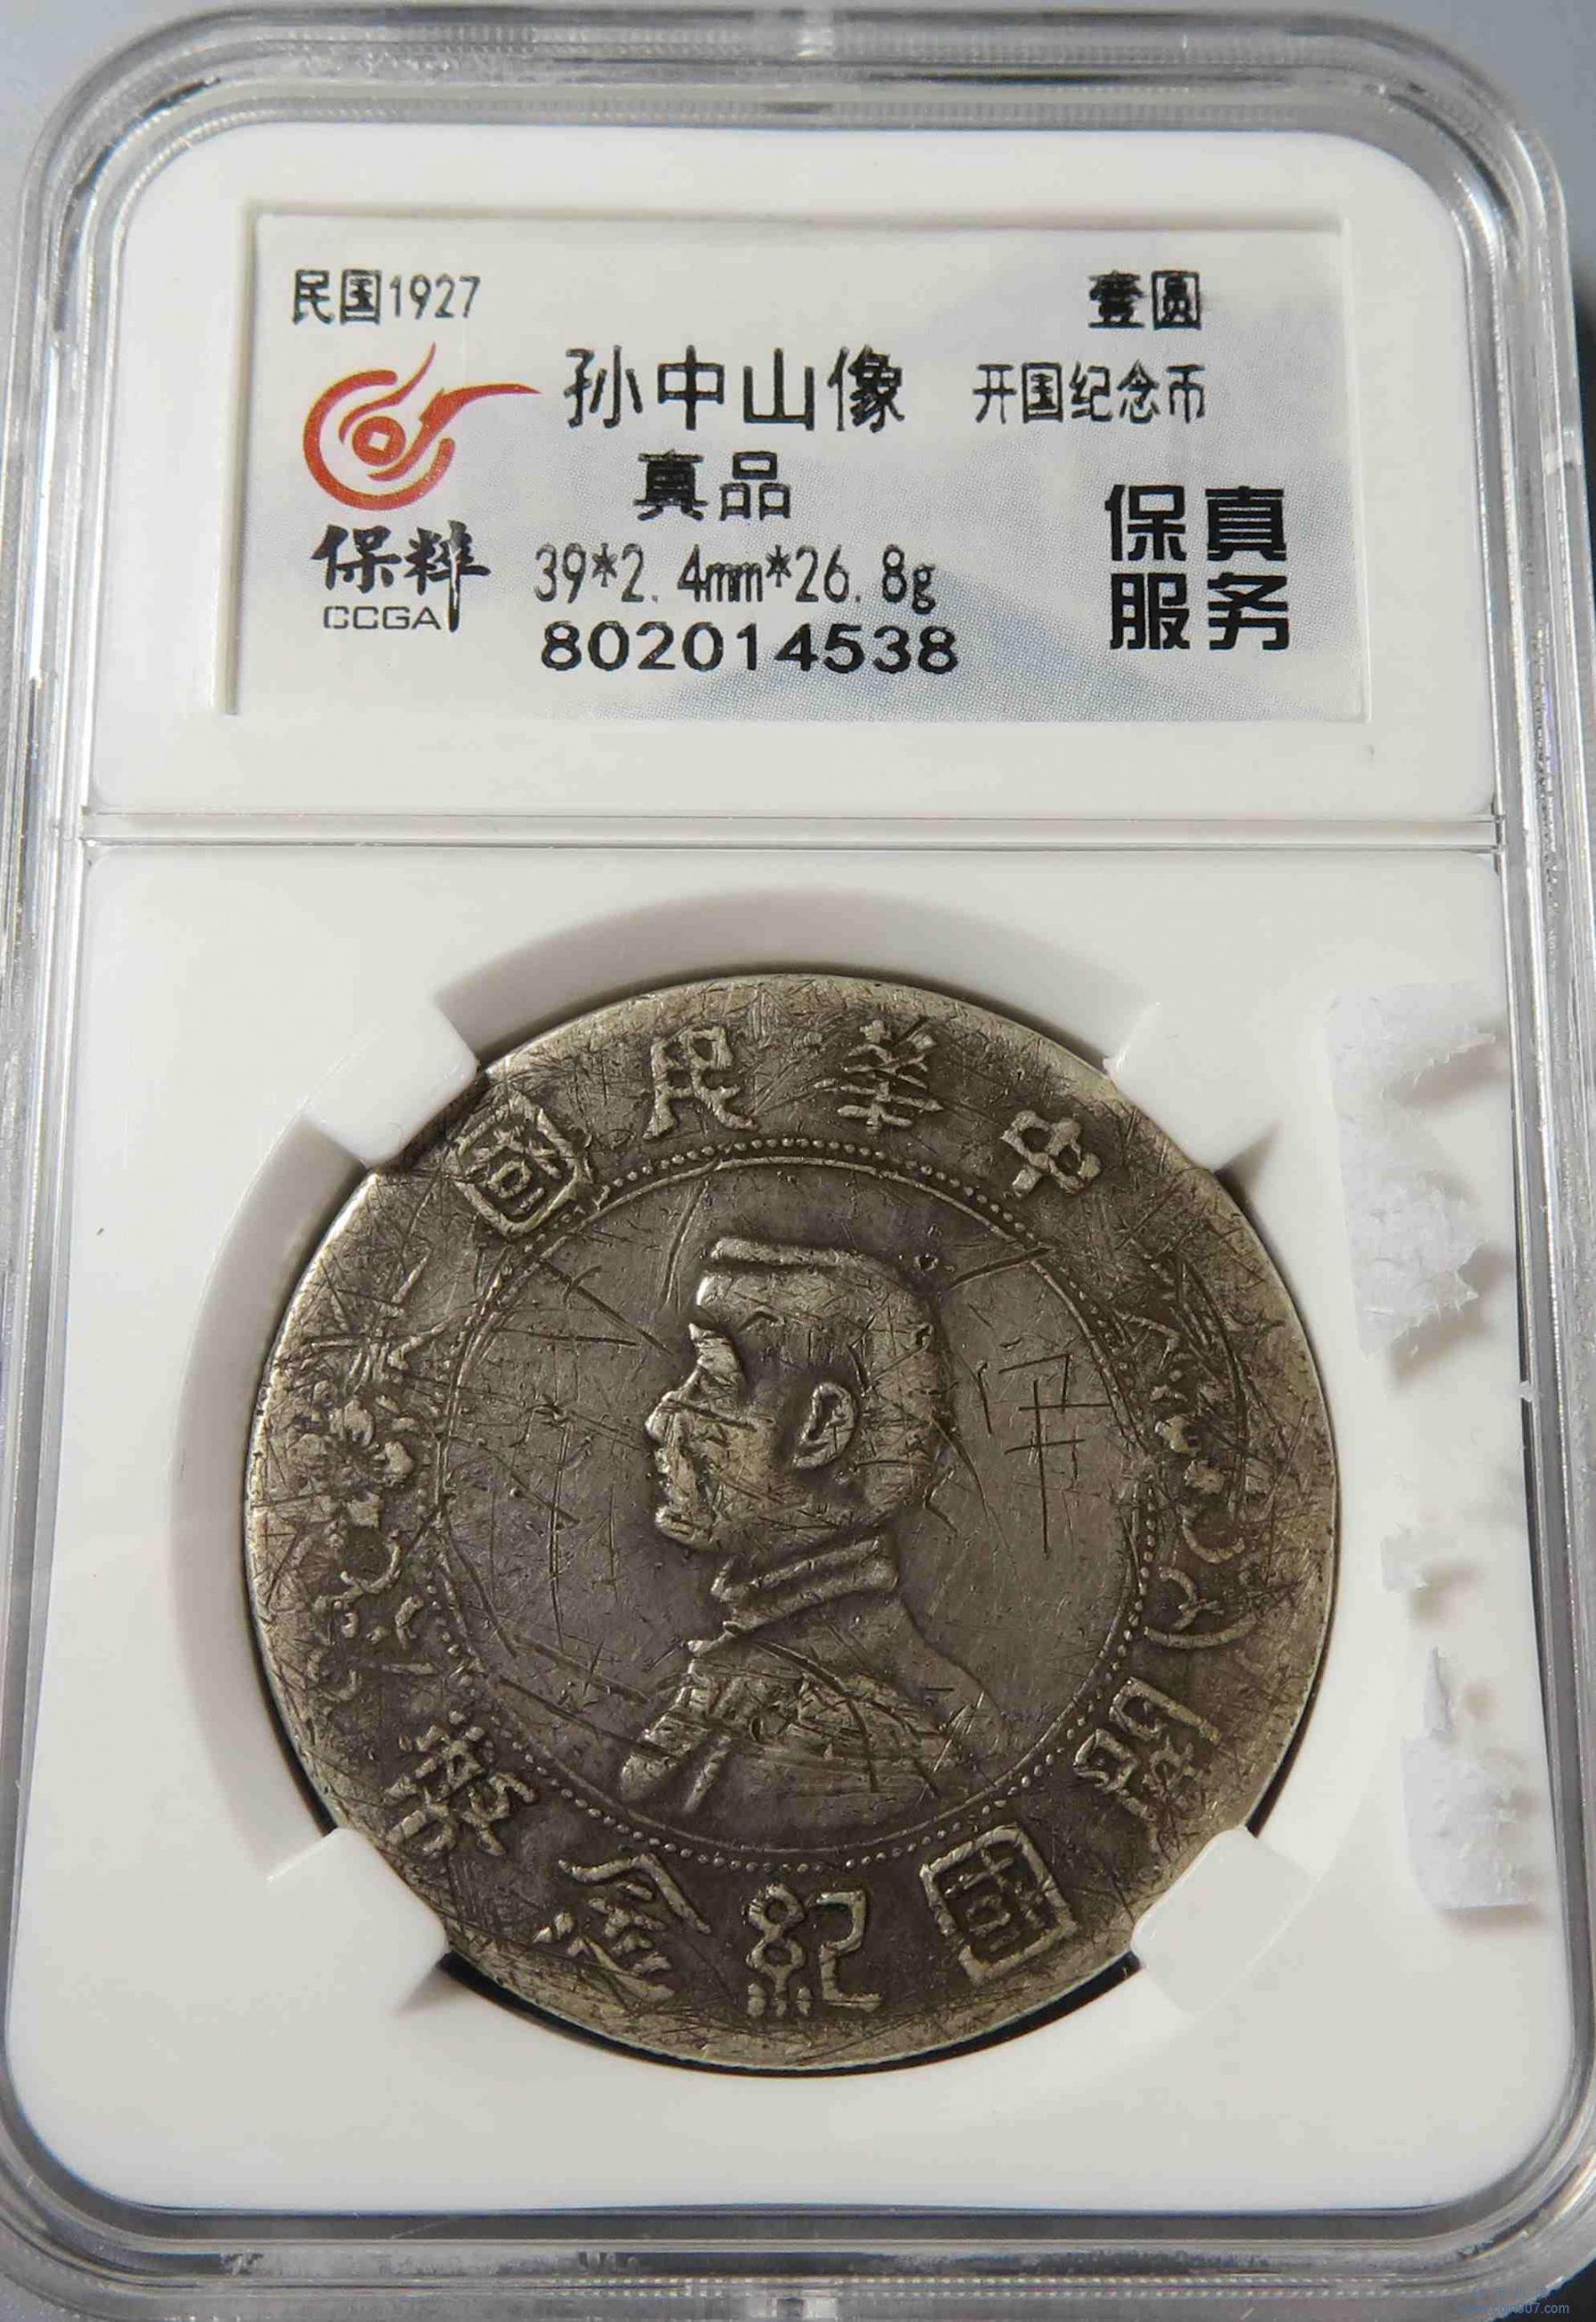 民国1927 壹圆
孙中山像 开国纪念币
真品
保真
服务
保粹
CCGA
39*2.4mm*26.8g
802014538
中華民國
開國紀念幣